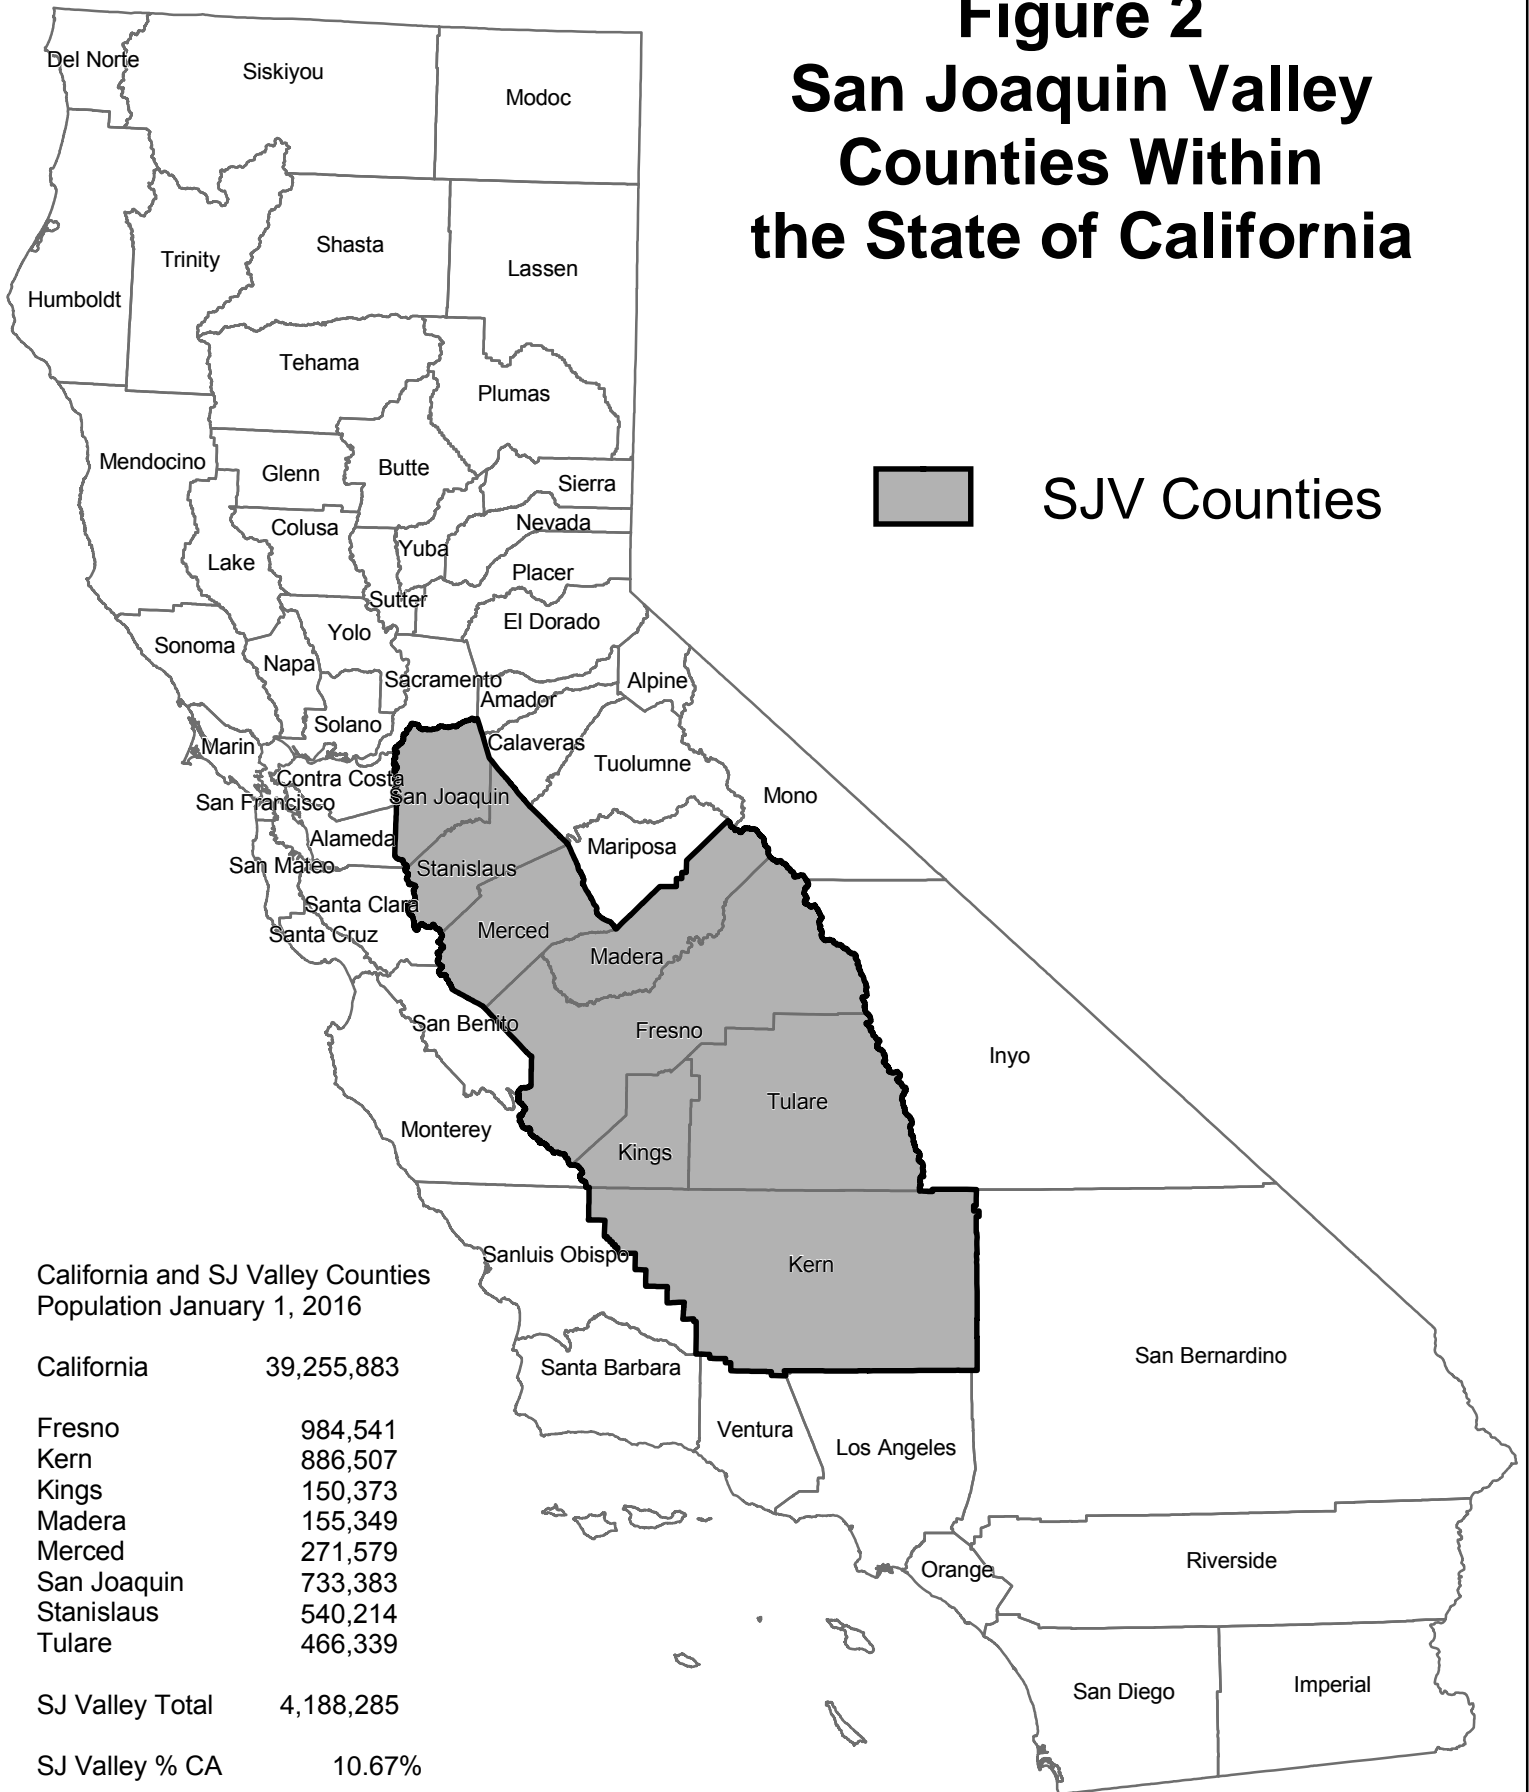 Figure 2
San Joaquin Valley
Counties Within
the State of California
SJV Counties
Del Norte
Siskiyou
Modoc
Humboldt
Trinity
Shasta
Lassen
Tehama
Plumas
Mendocino
Glenn
Butte
Sierra
Colusa
Nevada
Lake
Yuba
Placer
Sutter
El Dorado
Sonoma
Yolo
Napa
Sacramento
Amador
Alpine
Solano
Marin
Calaveras
Tuolumne
Contra Costa
San Francisco
San Joaquin
Mono
Alameda
Mariposa
San Mateo
Stanislaus
Santa Clara
Santa Cruz
Merced
Madera
San Benito
Fresno
Inyo
Monterey
Tulare
Kings
Sanluis Obispo
Kern
Santa Barbara
San Bernardino
Ventura
Los Angeles
Orange
Riverside
San Diego
Imperial
California and SJ Valley Counties
Population January 1, 2016
California 39,255,883
Fresno 984,541
Kern 886,507
Kings 150,373
Madera 155,349
Merced 271,579
San Joaquin 733,383
Stanislaus 540,214
Tulare 466,339
SJ Valley Total 4,188,285
SJ Valley % CA 10.67%